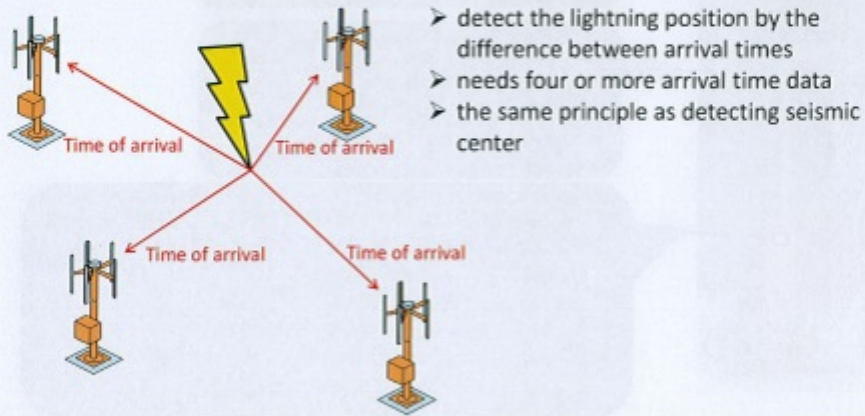 ➢ detect the lightning position by the
difference between arrival times
➢ needs four or more arrival time data
➢ the same principle as detecting seismic
center
Time of arrival
Time of arrival
Time of arrival
Time of arrival